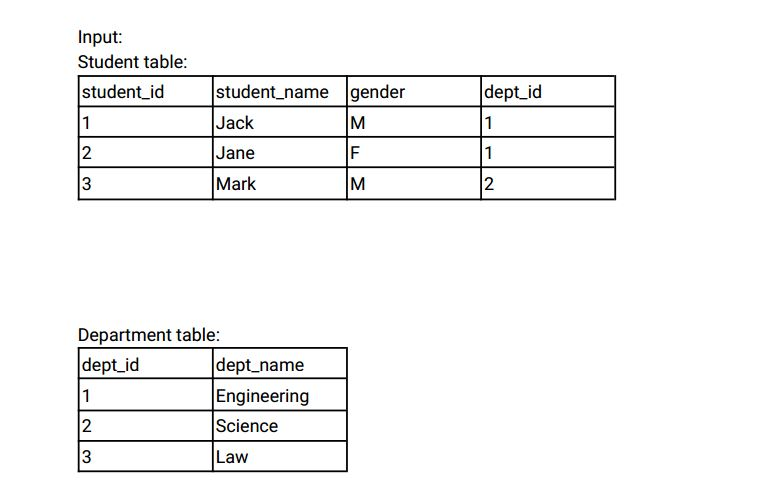 Input:
Student table:
student_id student_name gender dept_id
1 Jack M 1
2 Jane F 1
3 Mark M 2
Department table:
dept_id dept_name
1 Engineering
2 Science
3 Law